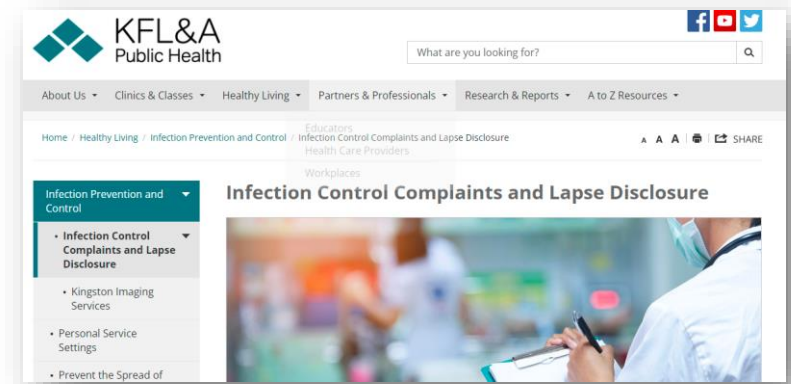 KFL&A
Public Health
What are you looking for?
About Us Clinics & Classes Healthy Living Partners & Professionals Research & Reports A to Z Resources
Home / Healthy Living / Infection Prevention and Control / Infection Control Complaints and Lapse Disclosure
A A A SHARE
Educators
Health Care Providers
Workplaces
Infection Prevention and
Control
Infection Control Complaints and Lapse Disclosure
• Infection Control
Complaints and Lapse
Disclosure
• Kingston Imaging
Services
• Personal Service
Settings
• Prevent the Spread of